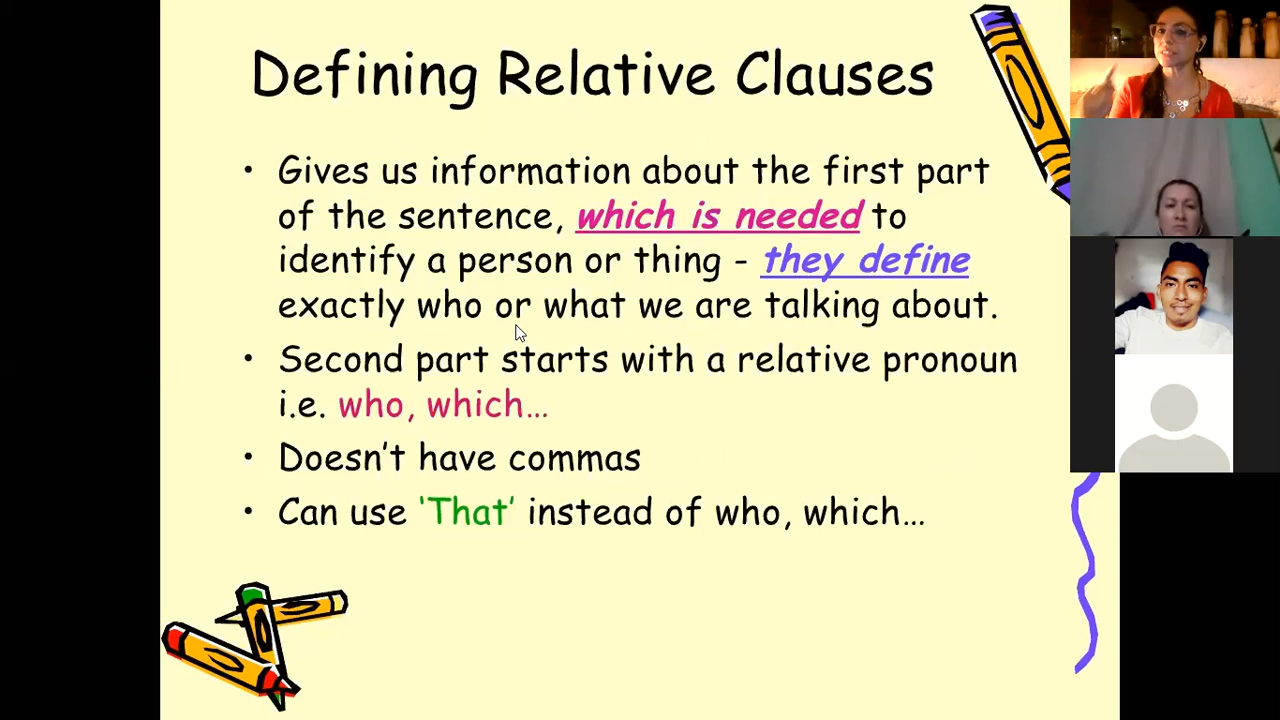 Defining Relative Clauses
• Gives us information about the first part
of the sentence, which is needed to
identify a person or thing - they define
exactly who or what we are talking about.
• Second part starts with a relative pronoun
i.e. who, which…
• Doesn’t have commas
• Can use ‘That’ instead of who, which…